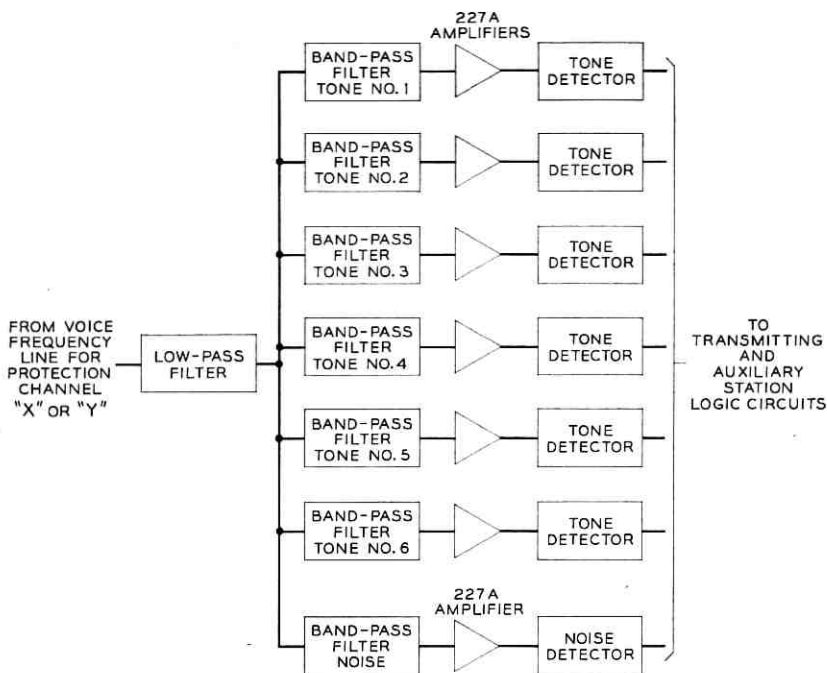 227A
AMPLIFIERS
BAND-PASS
FILTER
TONE NO. 1
TONE
DETECTOR
BAND-PASS
FILTER
TONE NO. 2
TONE
DETECTOR
BAND-PASS
FILTER
TONE NO. 3
TONE
DETECTOR
FROM VOICE
FREQUENCY
LINE FOR
PROTECTION
CHANNEL
"X" OR "Y"
LOW-PASS
FILTER
BAND-PASS
FILTER
TONE NO. 4
TONE
DETECTOR
TO
TRANSMITTING
AND
AUXILIARY
STATION
LOGIC CIRCUITS
BAND-PASS
FILTER
TONE NO. 5
TONE
DETECTOR
BAND-PASS
FILTER
TONE NO. 6
TONE
DETECTOR
227A
AMPLIFIER
BAND-PASS
FILTER
NOISE
NOISE
DETECTOR